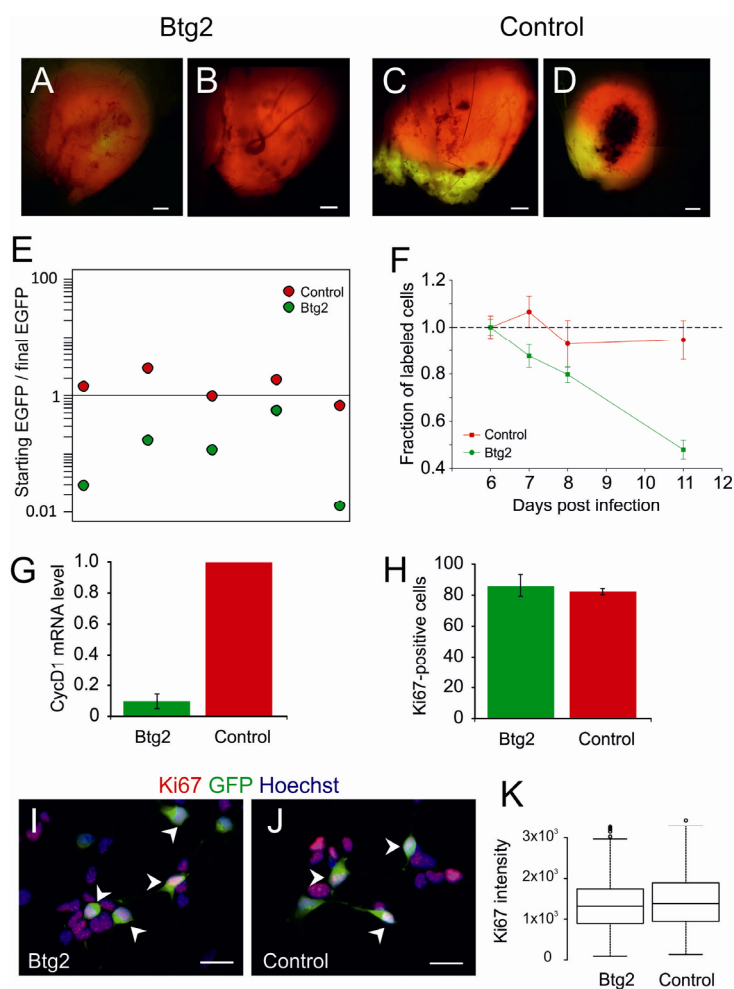 Btg2 Control
A B C D
E
Starting EGFP / final EGFP
100
1
0.01
Control
Btg2
F
Fraction of labeled cells
1.2
1.0
0.8
0.6
0.4
Control
Btg2
6 7 8 9 10 11 12
Days post infection
G
CycD1 mRNA level
1.0
0.8
0.6
0.4
0.2
0
Btg2 Control
H
Ki67-positive cells
100
80
60
40
20
0
Btg2 Control
Ki67 GFP Hoechst
I
Btg2
J
Control
K
Ki67 intensity
3x10³
2x10³
1x10³
Btg2 Control